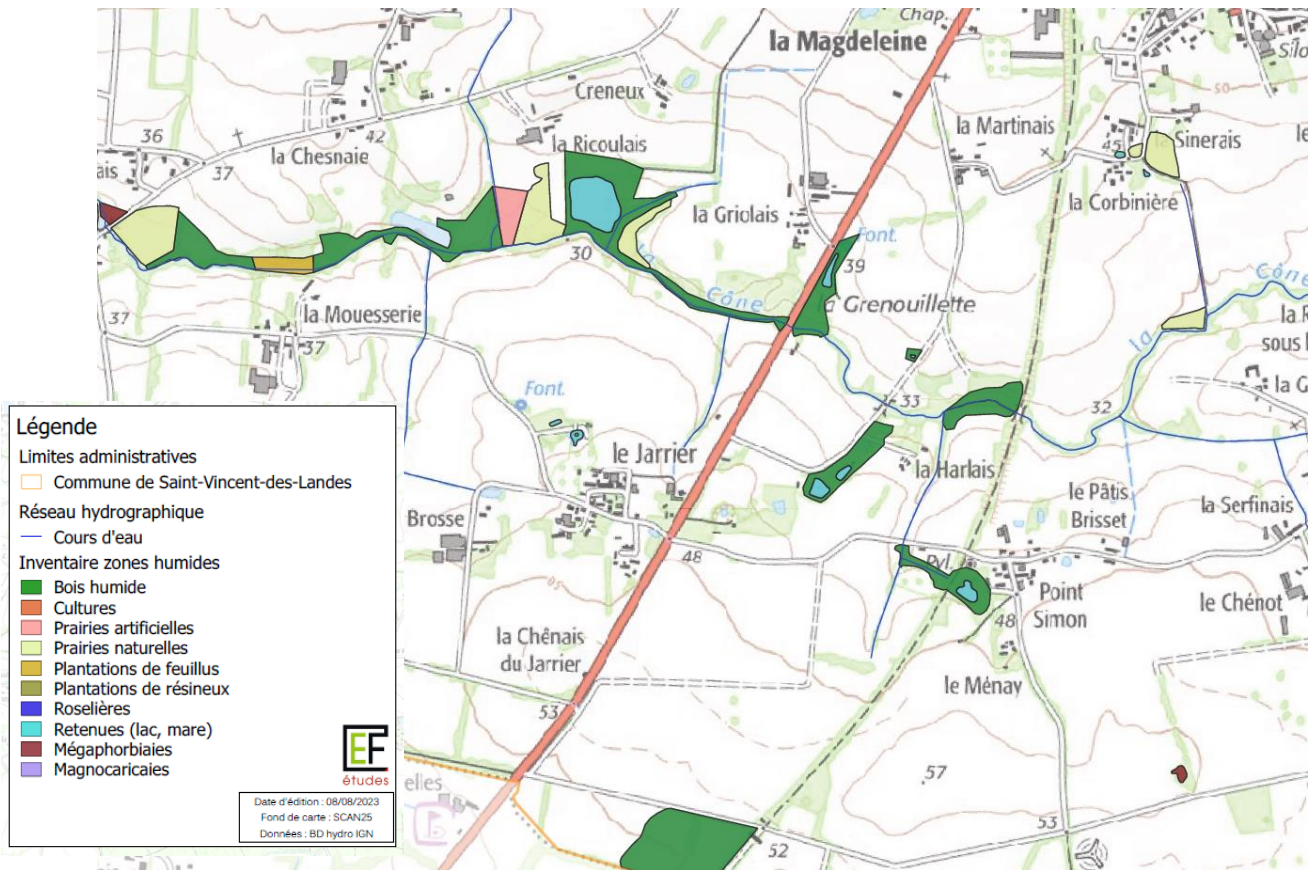 Chap.
la Magdeleine
Silo
Creneux
50
36
42
la Martinais
la Ricoulais
45
Sinerais
la Chesnaie
ais
37
la Corbinière
la Griolais
Font.
30
la
39
Cône
Cône
la Mouesserie
Grenouillette
37
la
37
sous
Font.
33
32
la G
Légende
Limites administratives
Commune de Saint-Vincent-des-Landes
Réseau hydrographique
Cours d'eau
Inventaire zones humides
Bois humide
Cultures
Prairies artificielles
Prairies naturelles
Plantations de feuillus
Plantations de résineux
Roselières
Retenues (lac, mare)
Mégaphorbiaies
Magnocaricaies
EF
études
Date d'édition : 08/08/2023
Fond de carte : SCAN25
Données : BD hydro IGN
le Jarrier
la Harlais
le Pâtis
Brisset
la Serfinais
Brosse
48
Pyl.
50
Point
Simon
le Chénot
48
la Chênais
du Jarrier
le Ménay
53
57
elles
53
52